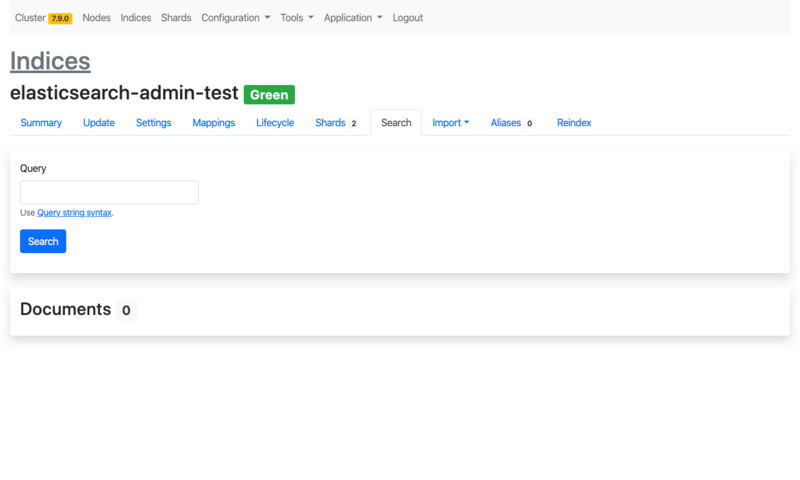 Cluster 7.9.0 Nodes Indices Shards Configuration Tools Application Logout
Indices
elasticsearch-admin-test Green
Summary Update Settings Mappings Lifecycle Shards 2 Search Import Aliases 0 Reindex
Query
Use Query string syntax.
Search
Documents 0